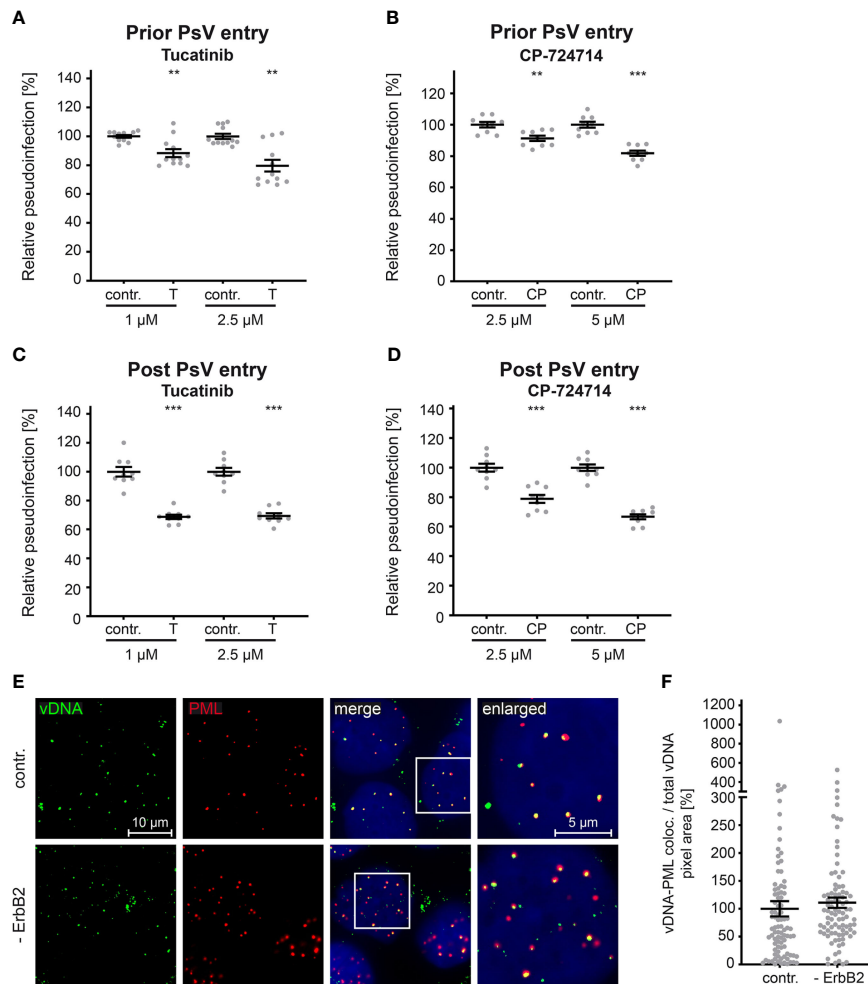 A
Prior PsV entry
Tucatinib
Relative pseudoinfection [%]
140
120
100
80
60
40
20
0
** **
contr. T contr. T
1 µM 2.5 µM
B
Prior PsV entry
CP-724714
Relative pseudoinfection [%]
120
100
80
60
40
20
0
** ***
contr. CP contr. CP
2.5 µM 5 µM
C
Post PsV entry
Tucatinib
Relative pseudoinfection [%]
140
120
100
80
60
40
20
0
*** ***
contr. T contr. T
1 µM 2.5 µM
D
Post PsV entry
CP-724714
Relative pseudoinfection [%]
140
120
100
80
60
40
20
0
*** ***
contr. CP contr. CP
2.5 µM 5 µM
E
vDNA PML merge enlarged
contr.
10 µm 5 µm
- ErbB2
F
vDNA-PML coloc. / total vDNA
pixel area [%]
1200
1000
800
600
400
300
250
200
150
100
50
0
contr. - ErbB2